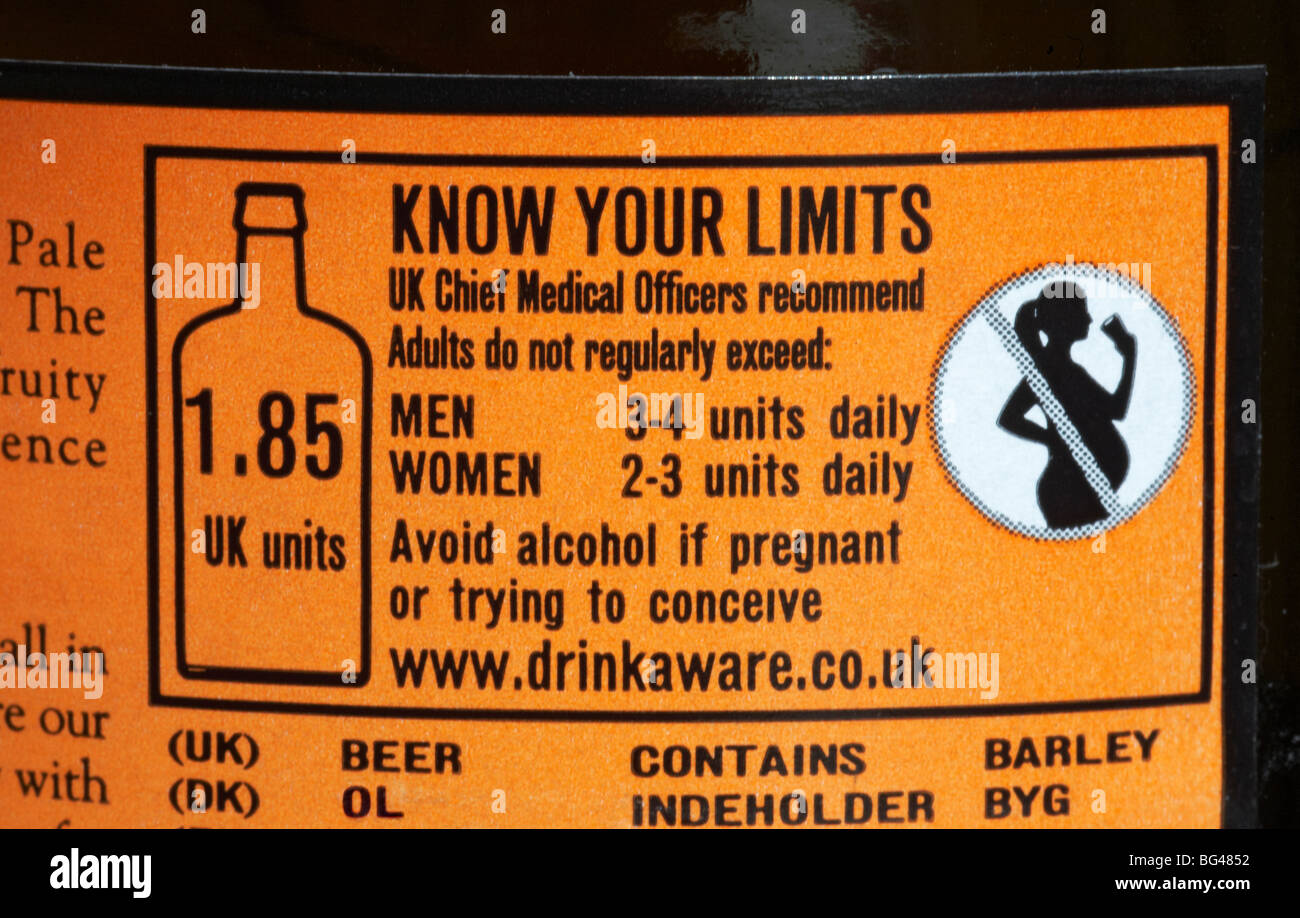 Pale
The
ruity
ence
all in
re our
with
KNOW YOUR LIMITS
UK Chief Medical Officers recommend
Adults do not regularly exceed:
MEN 3-4 units daily
WOMEN 2-3 units daily
Avoid alcohol if pregnant
or trying to conceive
www.drinkaware.co.uk
1.85
UK units
(UK) BEER CONTAINS BARLEY
(DK) OL INDEHOLDER BYG
alamy
Image ID: BG4852
www.alamy.com